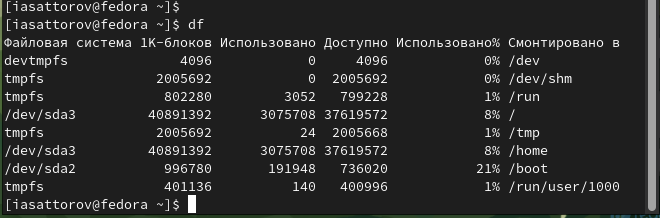 [iasattorov@fedora ~]$
[iasattorov@fedora ~]$ df
Файловая система 1K-блоков Использовано Доступно Использовано% Смонтировано в
devtmpfs 4096 0 4096 0% /dev
tmpfs 2005692 0 2005692 0% /dev/shm
tmpfs 802280 3052 799228 1% /run
/dev/sda3 40891392 3075708 37619572 8% /
tmpfs 2005692 24 2005668 1% /tmp
/dev/sda3 40891392 3075708 37619572 8% /home
/dev/sda2 996780 191948 736020 21% /boot
tmpfs 401136 140 400996 1% /run/user/1000
[iasattorov@fedora ~]$